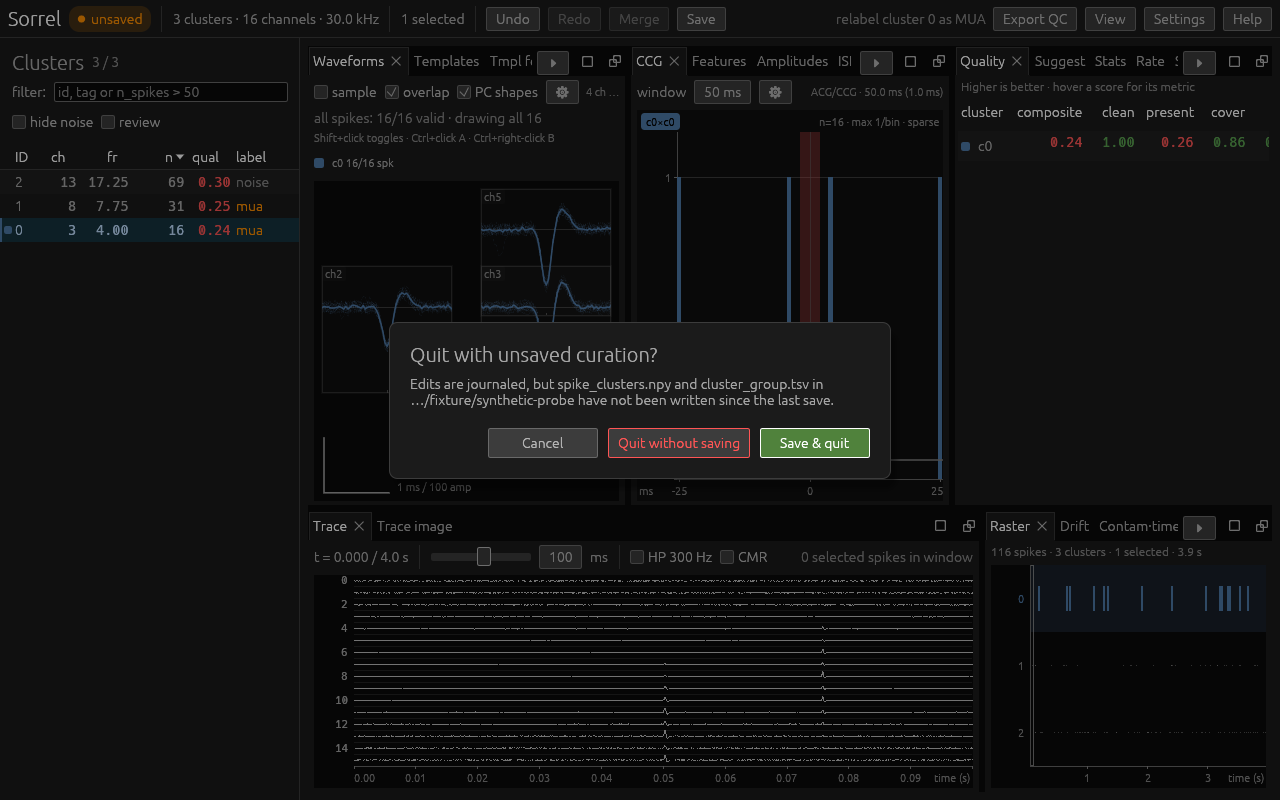 Sorrel unsaved 3 clusters · 16 channels · 30.0 kHz 1 selected Undo Redo Merge Save relabel cluster 0 as MUA Export QC View Settings Help
Clusters 3 / 3
filter: id, tag or n_spikes > 50
hide noise review
ID ch fr n qual label
2 13 17.25 69 0.30 noise
1 8 7.75 31 0.25 mua
0 3 4.00 16 0.24 mua
Waveforms Templates Tmpl
sample overlap PC shapes 4 ch ...
all spikes: 16/16 valid · drawing all 16
Shift+click toggles · Ctrl+click A · Ctrl+right-click B
c0 16/16 spk
ch5
ch2
ch3
1 ms / 100 amp
CCG Features Amplitudes ISI
window 50 ms ACG/CCG · 50.0 ms (1.0 ms)
c0×c0 n=16 · max 1/bin · sparse
1
ms -25 0 25
Quality Suggest Stats Rate
Higher is better · hover a score for its metric
cluster composite clean present cover
c0 0.24 1.00 0.26 0.86
Quit with unsaved curation?
Edits are journaled, but spike_clusters.npy and cluster_group.tsv in
…/fixture/synthetic-probe have not been written since the last save.
Cancel Quit without saving Save & quit
Trace Trace image
t = 0.000 / 4.0 s 100 ms HP 300 Hz CMR 0 selected spikes in window
0
2
4
6
8
10
12
14
0.00 0.01 0.02 0.03 0.04 0.05 0.06 0.07 0.08 0.09 time (s)
Raster Drift Contam-time
116 spikes · 3 clusters · 1 selected · 3.9 s
0
1
2
1 2 3 time (s)